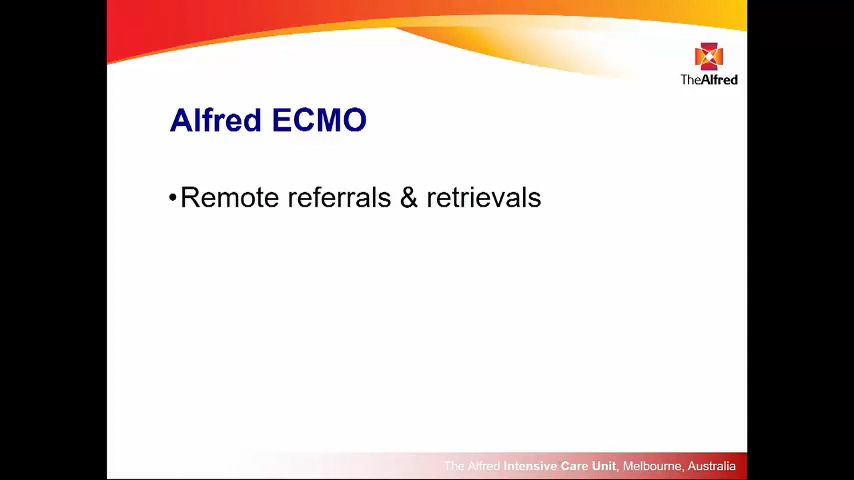 TheAlfred
Alfred ECMO
•Remote referrals & retrievals
The Alfred Intensive Care Unit, Melbourne, Australia